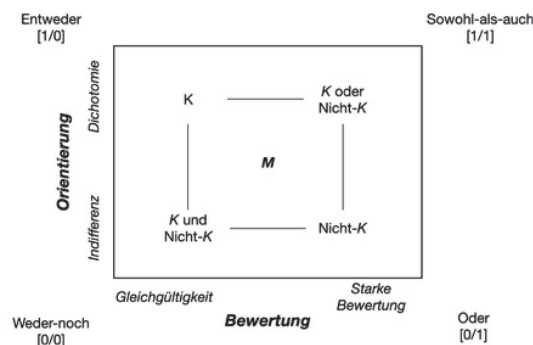 Entweder
[1/0]
Sowohl-als-auch
[1/1]
Orientierung
Dichotomie
Indifferenz
K
K oder
Nicht-K
M
K und
Nicht-K
Nicht-K
Gleichgültigkeit
Starke
Bewertung
Bewertung
Weder-noch
[0/0]
Oder
[0/1]